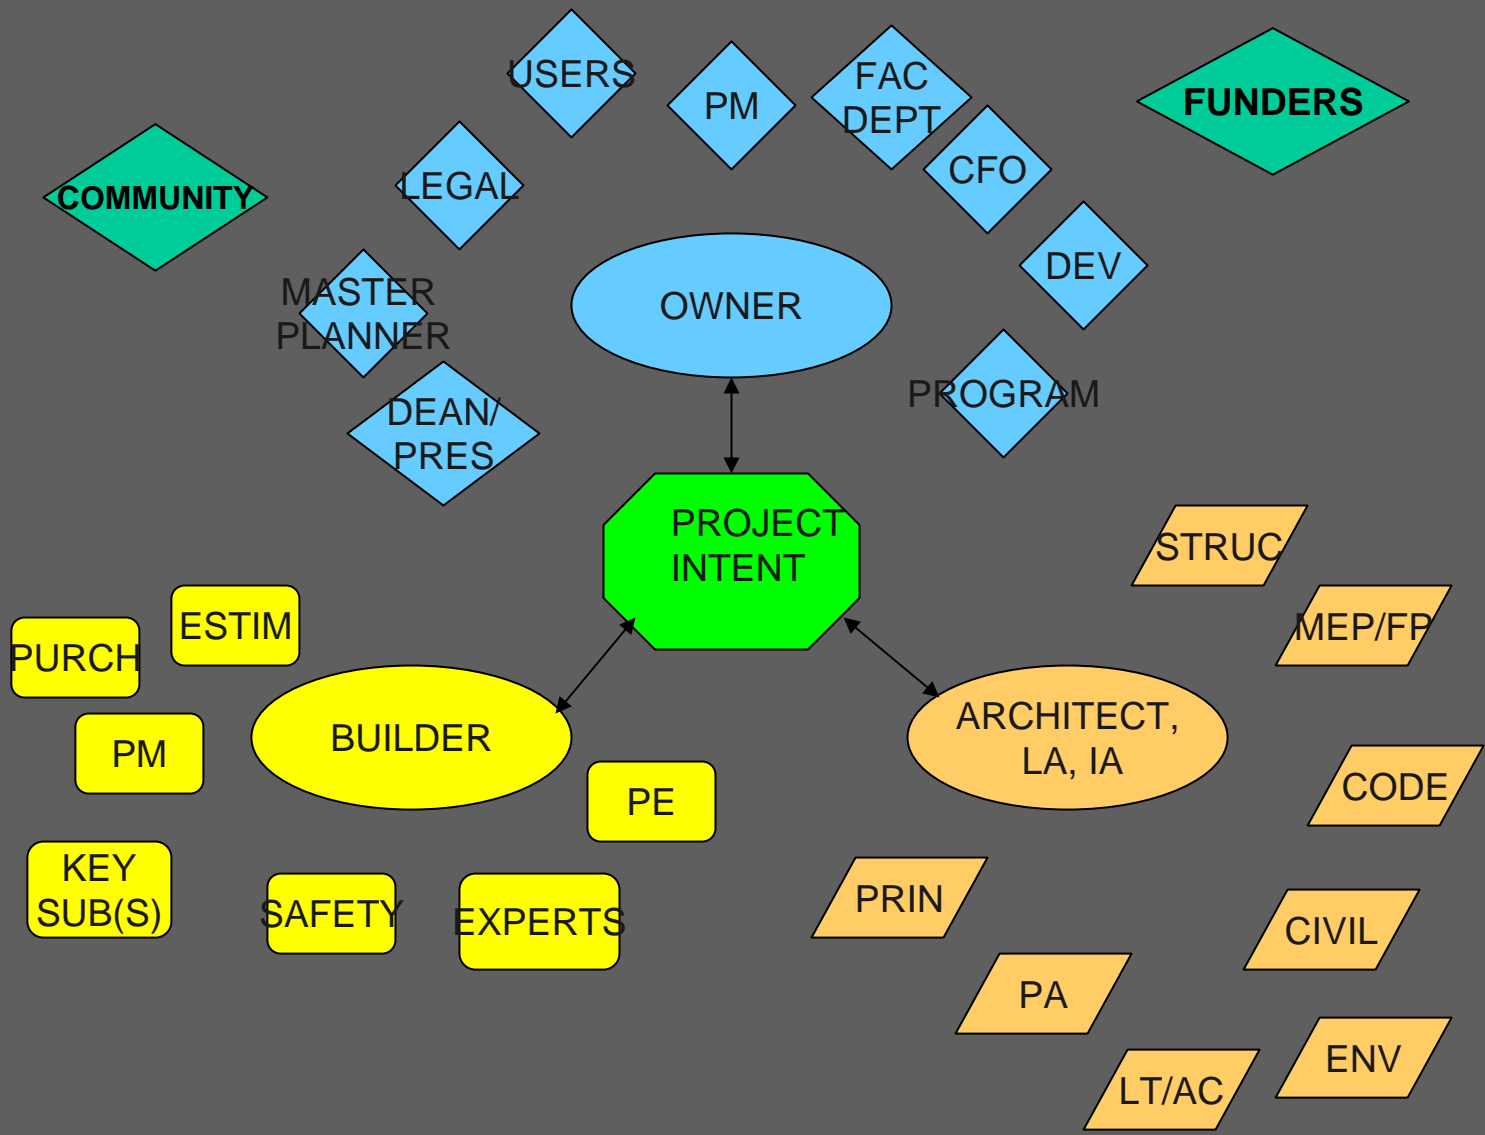 USERS
PM
FAC
DEPT
FUNDERS
COMMUNITY
LEGAL
CFO
DEV
MASTER
PLANNER
OWNER
DEAN/
PRES
PROGRAM
PROJECT
INTENT
STRUC
MEP/FP
ESTIM
PURCH
PM
BUILDER
ARCHITECT,
LA, IA
PE
CODE
KEY
SUB(S)
SAFETY
EXPERTS
PRIN
CIVIL
PA
ENV
LT/AC